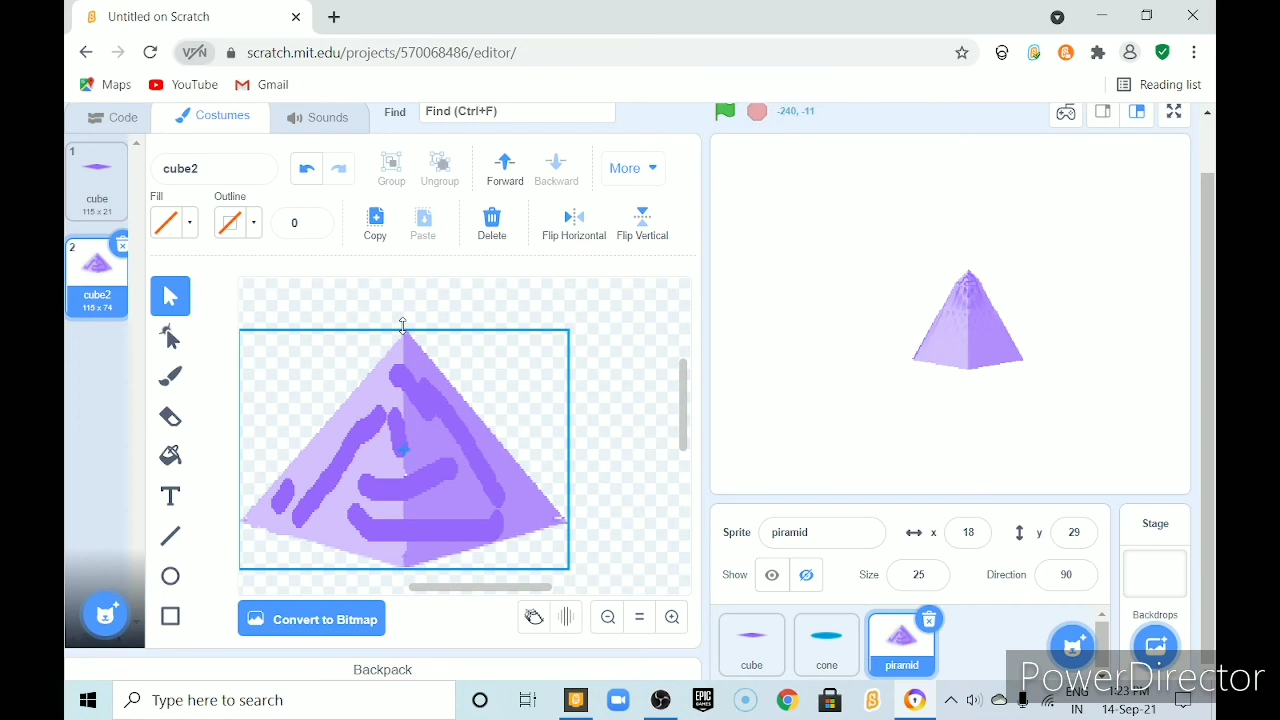 Untitled on Scratch
VPN
scratch.mit.edu/projects/570068486/editor/
Maps
YouTube
Gmail
Reading list
Code
Costumes
Sounds
Find
Find (Ctrl+F)
-240, -11
1
cube
115 x 21
2
cube2
115 x 74
cube2
Group
Ungroup
Forward
Backward
More
Fill
Outline
0
Copy
Paste
Delete
Flip Horizontal
Flip Vertical
T
Convert to Bitmap
Backpack
Sprite
piramid
x
18
y
29
Show
Size
25
Direction
90
cube
cone
piramid
Stage
Backdrops
Type here to search
EPIC GAMES
ENG
IN
14-Sep-21
PowerDirector